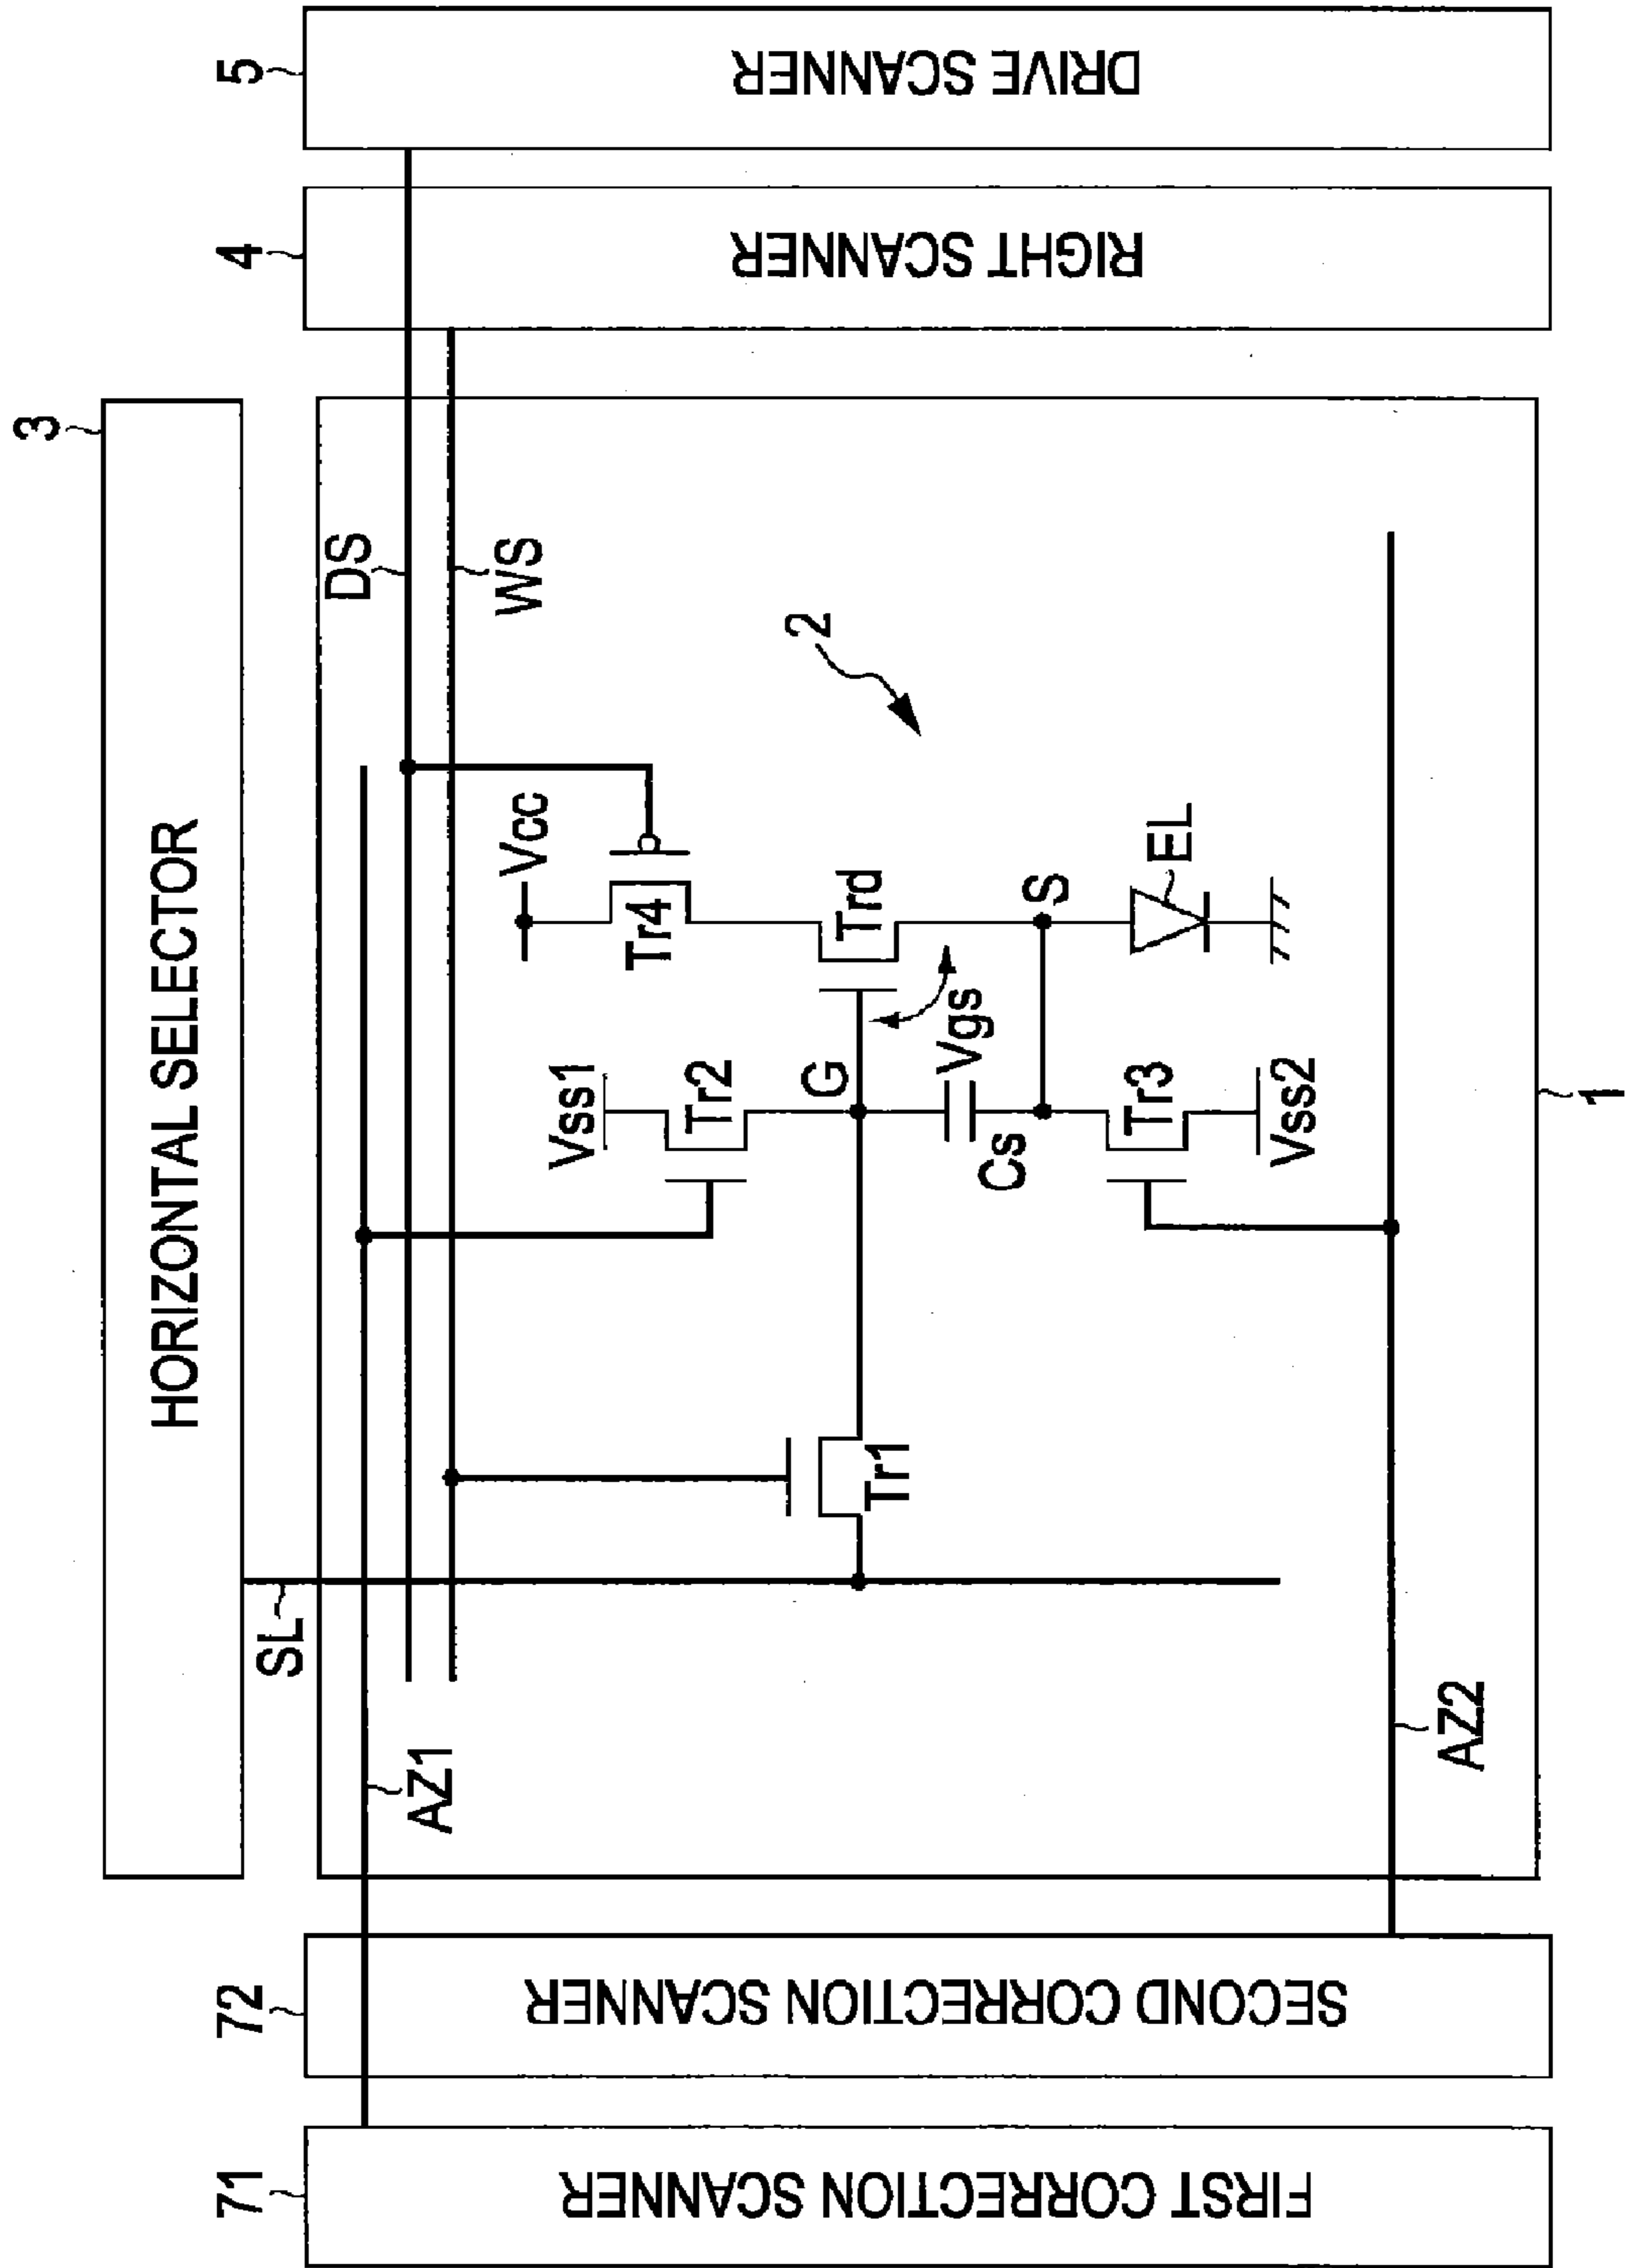 3
HORIZONTAL SELECTOR
71
72
4
5
FIRST CORRECTION SCANNER
SECOND CORRECTION SCANNER
RIGHT SCANNER
DRIVE SCANNER
SL
DS
AZ1
WS
Vcc
Vss1
Tr4
Tr2
2
G
Trd
Tr1
Vgs
Cs
S
Tr3
EL
Vss2
AZ2
1